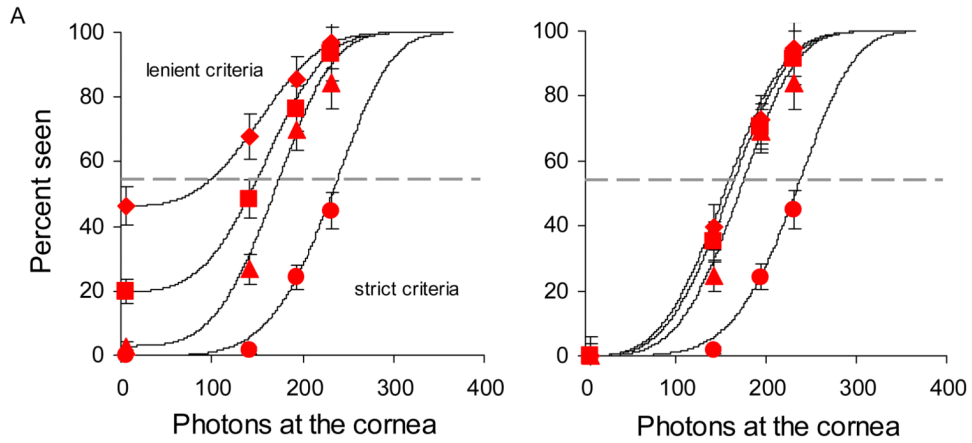 A
Percent seen
100
80
60
40
20
0
lenient criteria
strict criteria
0 100 200 300 400
Photons at the cornea
100
80
60
40
20
0
0 100 200 300 400
Photons at the cornea